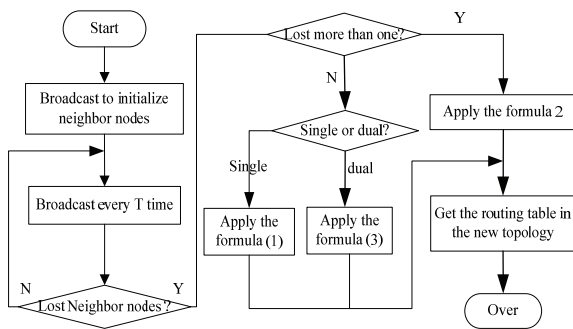 Start
Broadcast to initialize
neighbor nodes
Broadcast every T time
N
Y
Lost Neighbor nodes ?
Lost more than one?
Y
N
Single or dual?
Single
dual
Apply the
formula (1)
Apply the
formula (3)
Apply the formula 2
Get the routing table in
the new topology
Over